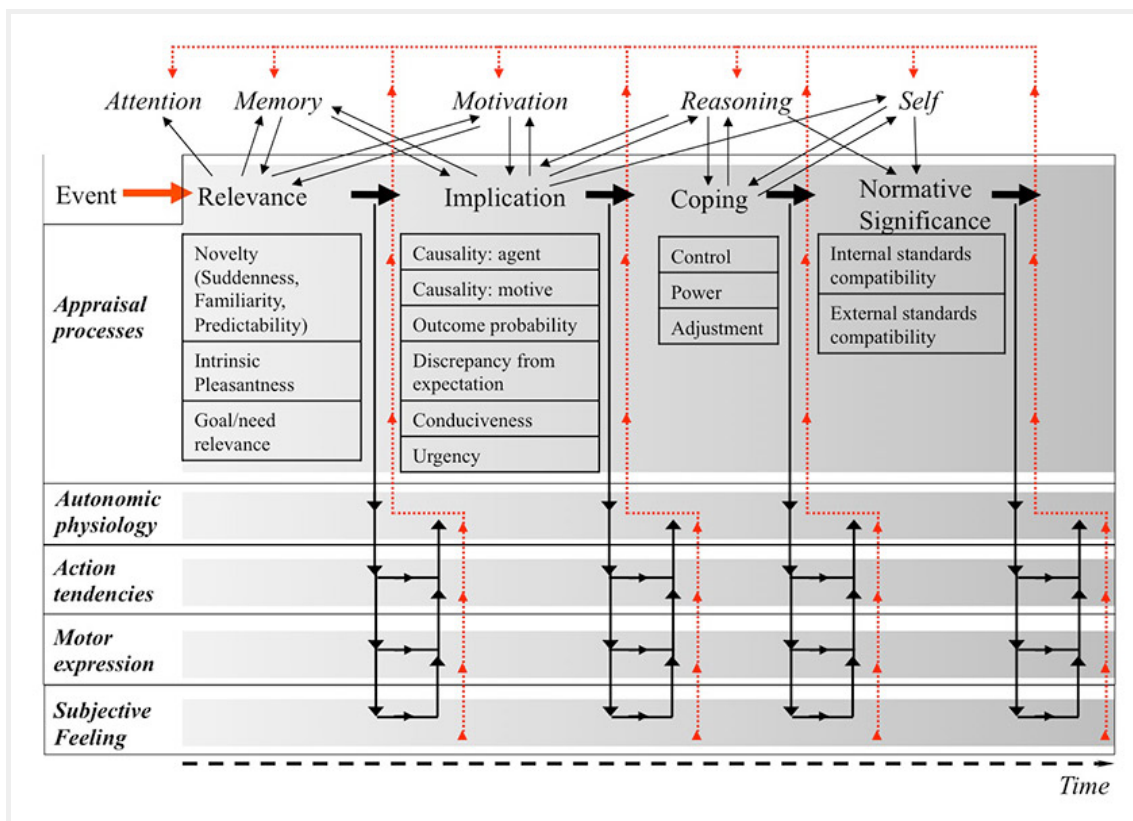 Attention
Memory
Motivation
Reasoning
Self
Event
Relevance
Implication
Coping
Normative
Significance
Appraisal
processes
Novelty
(Suddenness,
Familiarity,
Predictability)
Intrinsic
Pleasantness
Goal/need
relevance
Causality: agent
Causality: motive
Outcome probability
Discrepancy from
expectation
Conduciveness
Urgency
Control
Power
Adjustment
Internal standards
compatibility
External standards
compatibility
Autonomic
physiology
Action
tendencies
Motor
expression
Subjective
Feeling
Time